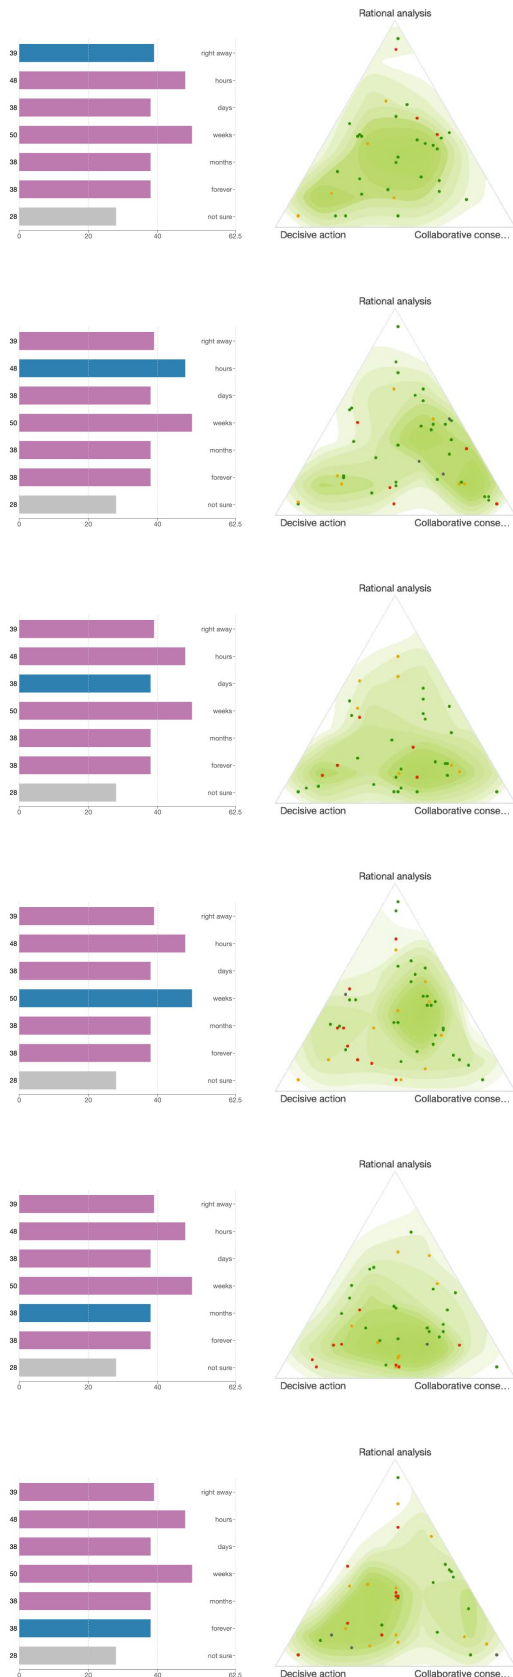 Rational analysis
39 right away
48 hours
38 days
50 weeks
38 months
38 forever
28 not sure
0 20 40 62.5
Decisive action Collaborative conse…
Rational analysis
39 right away
48 hours
38 days
50 weeks
38 months
38 forever
28 not sure
0 20 40 62.5
Decisive action Collaborative conse…
Rational analysis
39 right away
48 hours
38 days
50 weeks
38 months
38 forever
28 not sure
0 20 40 62.5
Decisive action Collaborative conse…
Rational analysis
39 right away
48 hours
38 days
50 weeks
38 months
38 forever
28 not sure
0 20 40 62.5
Decisive action Collaborative conse…
Rational analysis
39 right away
48 hours
38 days
50 weeks
38 months
38 forever
28 not sure
0 20 40 62.5
Decisive action Collaborative conse…
Rational analysis
39 right away
48 hours
38 days
50 weeks
38 months
38 forever
28 not sure
0 20 40 62.5
Decisive action Collaborative conse…